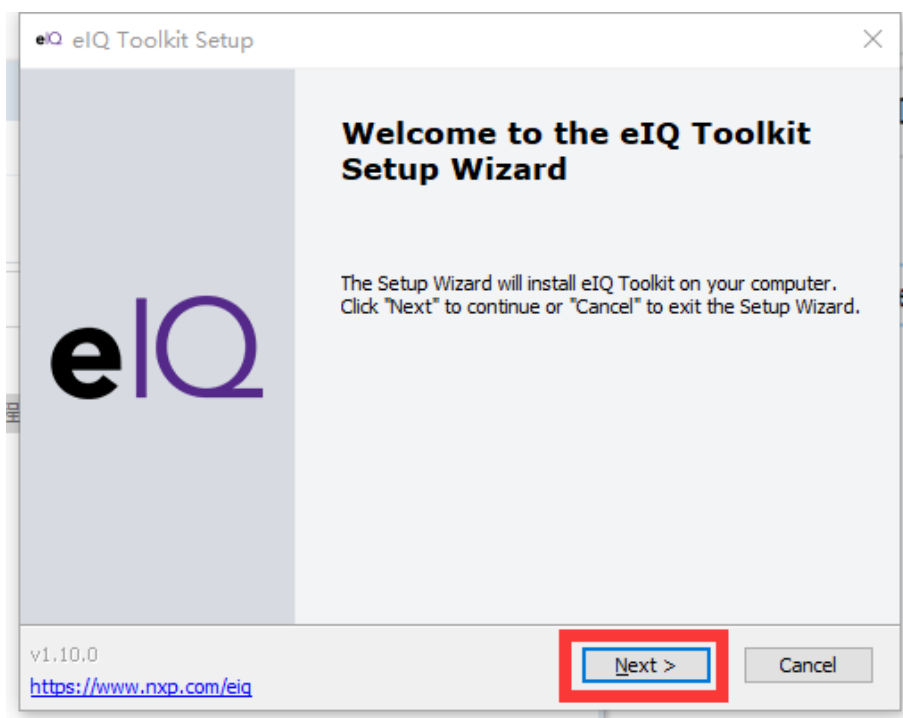 eIQ eIQ Toolkit Setup
Welcome to the eIQ Toolkit
Setup Wizard
The Setup Wizard will install eIQ Toolkit on your computer.
Click "Next" to continue or "Cancel" to exit the Setup Wizard.
eIQ
v1.10.0
Next >
Cancel
https://www.nxp.com/eiq